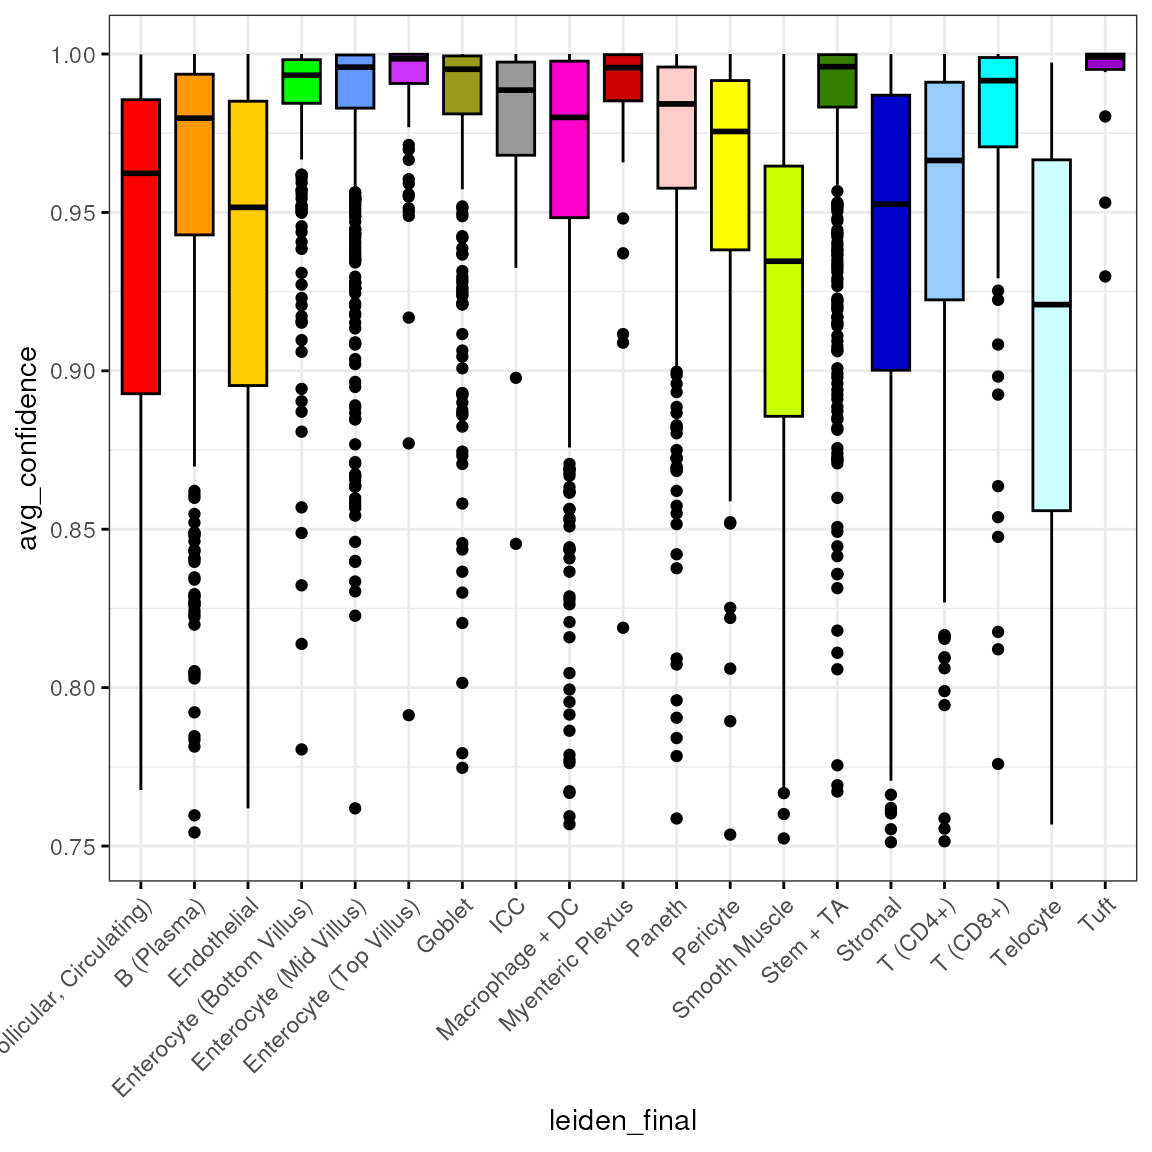 1.00
0.95
0.90
0.85
0.80
0.75
avg_confidence
ollicular, Circulating)
B (Plasma)
Endothelial
Enterocyte (Bottom Villus)
Enterocyte (Mid Villus)
Enterocyte (Top Villus)
Goblet
ICC
Macrophage + DC
Myenteric Plexus
Paneth
Pericyte
Smooth Muscle
Stem + TA
Stromal
T (CD4+)
T (CD8+)
Telocyte
Tuft
leiden_final